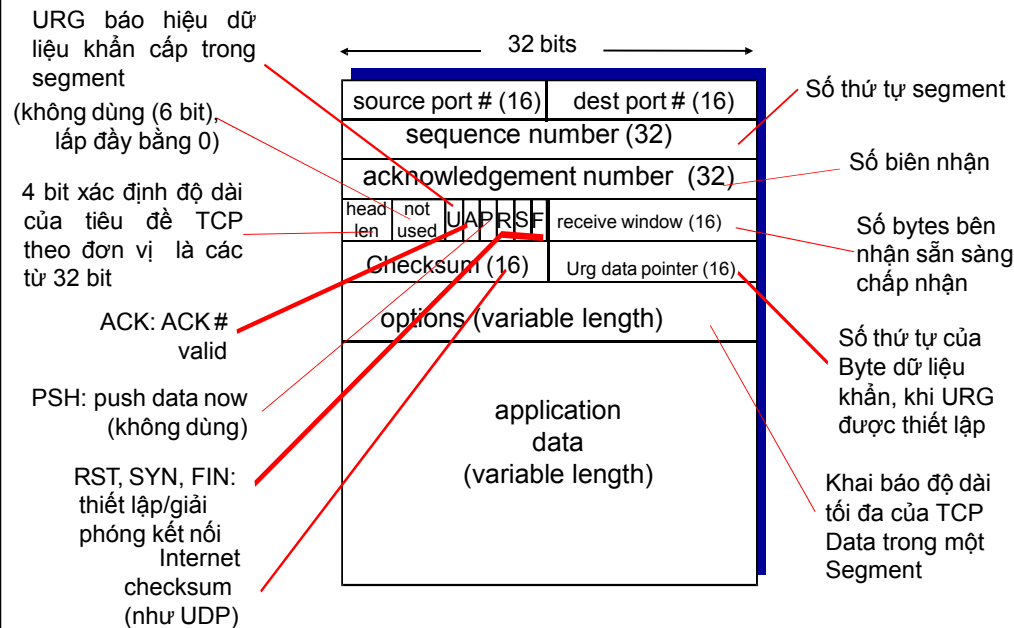 URG báo hiệu dữ
liệu khẩn cấp trong
segment
(không dùng (6 bit),
lấp đầy bằng 0)
4 bit xác định độ dài
của tiêu đề TCP
theo đơn vị là các
từ 32 bit
ACK: ACK #
valid
PSH: push data now
(không dùng)
RST, SYN, FIN:
thiết lập/giải
phóng kết nối
Internet
checksum
(như UDP)
32 bits
source port # (16)
dest port # (16)
sequence number (32)
acknowledgement number (32)
head
len
not
used
U A P R S F
receive window (16)
Checksum (16)
Urg data pointer (16)
options (variable length)
application
data
(variable length)
Số thứ tự segment
Số biên nhận
Số bytes bên
nhận sẵn sàng
chấp nhận
Số thứ tự của
Byte dữ liệu
khẩn, khi URG
được thiết lập
Khai báo độ dài
tối đa của TCP
Data trong một
Segment